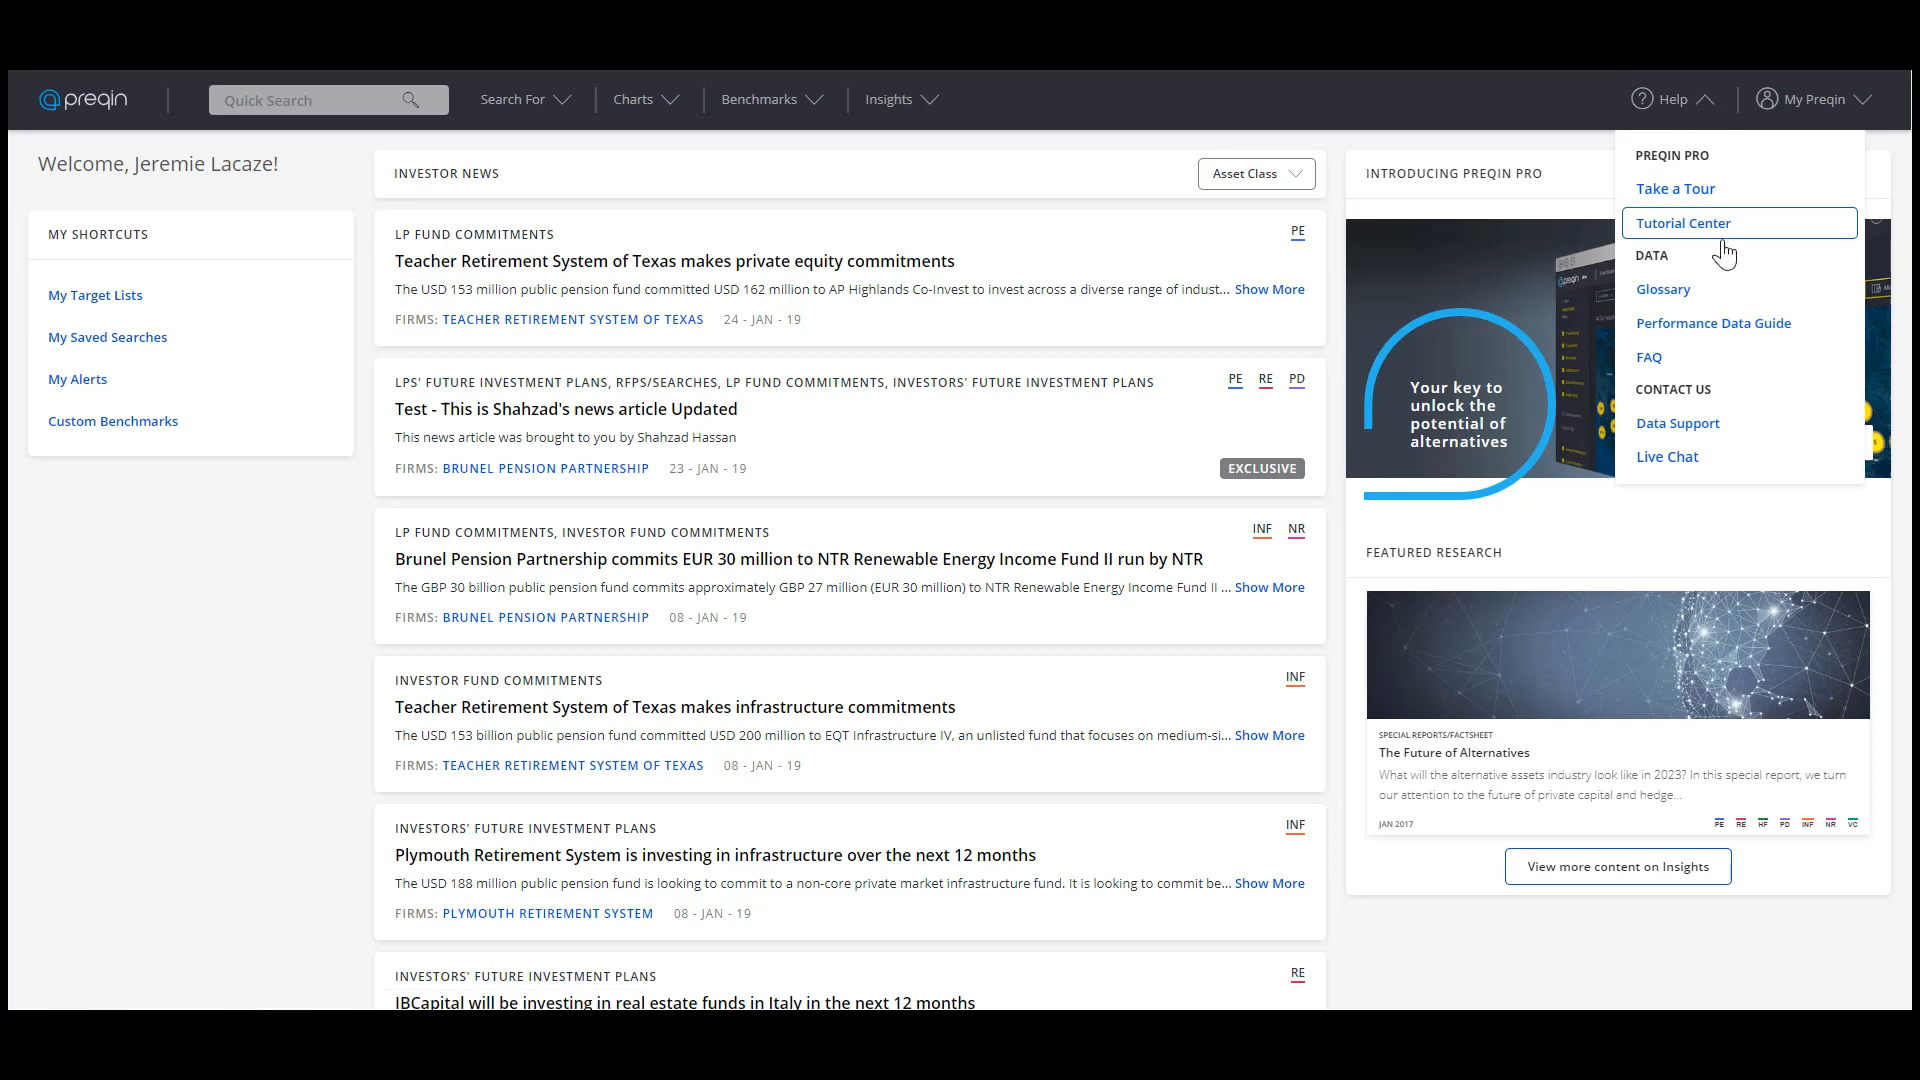 preqin
Quick Search
Search For
Charts
Benchmarks
Insights
Help
My Preqin
Welcome, Jeremie Lacaze!
MY SHORTCUTS
My Target Lists
My Saved Searches
My Alerts
Custom Benchmarks
INVESTOR NEWS
Asset Class
LP FUND COMMITMENTS
PE
Teacher Retirement System of Texas makes private equity commitments
The USD 153 million public pension fund committed USD 162 million to AP Highlands Co-Invest to invest across a diverse range of indust... Show More
FIRMS: TEACHER RETIREMENT SYSTEM OF TEXAS 24 - JAN - 19
LPS' FUTURE INVESTMENT PLANS, RFPS/SEARCHES, LP FUND COMMITMENTS, INVESTORS' FUTURE INVESTMENT PLANS
PE RE PD
Test - This is Shahzad's news article Updated
This news article was brought to you by Shahzad Hassan
FIRMS: BRUNEL PENSION PARTNERSHIP 23 - JAN - 19
EXCLUSIVE
LP FUND COMMITMENTS, INVESTOR FUND COMMITMENTS
INF NR
Brunel Pension Partnership commits EUR 30 million to NTR Renewable Energy Income Fund II run by NTR
The GBP 30 billion public pension fund commits approximately GBP 27 million (EUR 30 million) to NTR Renewable Energy Income Fund II ... Show More
FIRMS: BRUNEL PENSION PARTNERSHIP 08 - JAN - 19
INVESTOR FUND COMMITMENTS
INF
Teacher Retirement System of Texas makes infrastructure commitments
The USD 153 billion public pension fund committed USD 200 million to EQT Infrastructure IV, an unlisted fund that focuses on medium-si... Show More
FIRMS: TEACHER RETIREMENT SYSTEM OF TEXAS 08 - JAN - 19
INVESTORS' FUTURE INVESTMENT PLANS
INF
Plymouth Retirement System is investing in infrastructure over the next 12 months
The USD 188 million public pension fund is looking to commit to a non-core private market infrastructure fund. It is looking to commit be... Show More
FIRMS: PLYMOUTH RETIREMENT SYSTEM 08 - JAN - 19
INVESTORS' FUTURE INVESTMENT PLANS
RE
IBCapital will be investing in real estate funds in Italy in the next 12 months
INTRODUCING PREQIN PRO
Your key to
unlock the
potential of
alternatives
PREQIN PRO
Take a Tour
Tutorial Center
DATA
Glossary
Performance Data Guide
FAQ
CONTACT US
Data Support
Live Chat
FEATURED RESEARCH
SPECIAL REPORTS/FACTSHEET
The Future of Alternatives
What will the alternative assets industry look like in 2023? In this special report, we turn
our attention to the future of private capital and hedge...
JAN 2017
PE RE HF PD INF NR VC
View more content on Insights